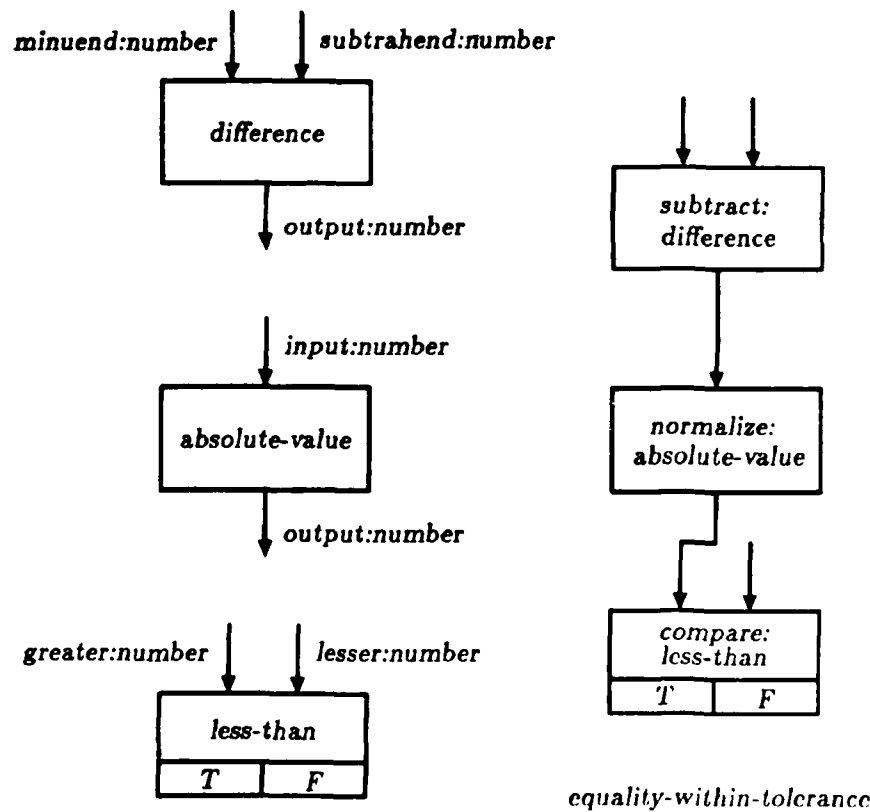 minuend:number
subtrahend:number
difference
output:number
input:number
absolute-value
output:number
greater:number
lesser:number
less-than
T
F
subtract:
difference
normalize:
absolute-value
compare:
less-than
T
F
equality-within-tolerance